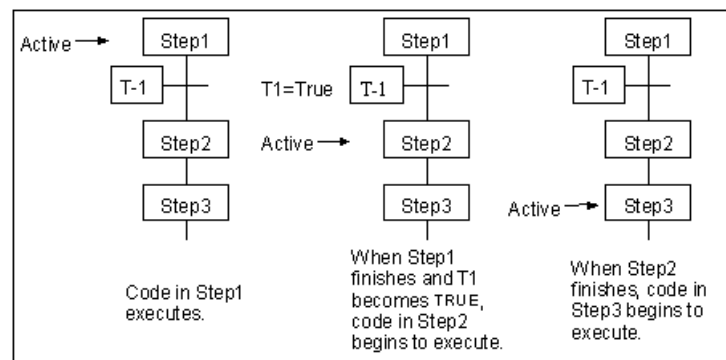 Active
Step1
T-1
Step2
Step3
Code in Step1
executes.
Step1
T1=True
T-1
Active
Step2
Step3
When Step1
finishes and T1
becomes TRUE,
code in Step2
begins to execute.
Step1
T-1
Step2
Active
Step3
When Step2
finishes, code in
Step3 begins to
execute.